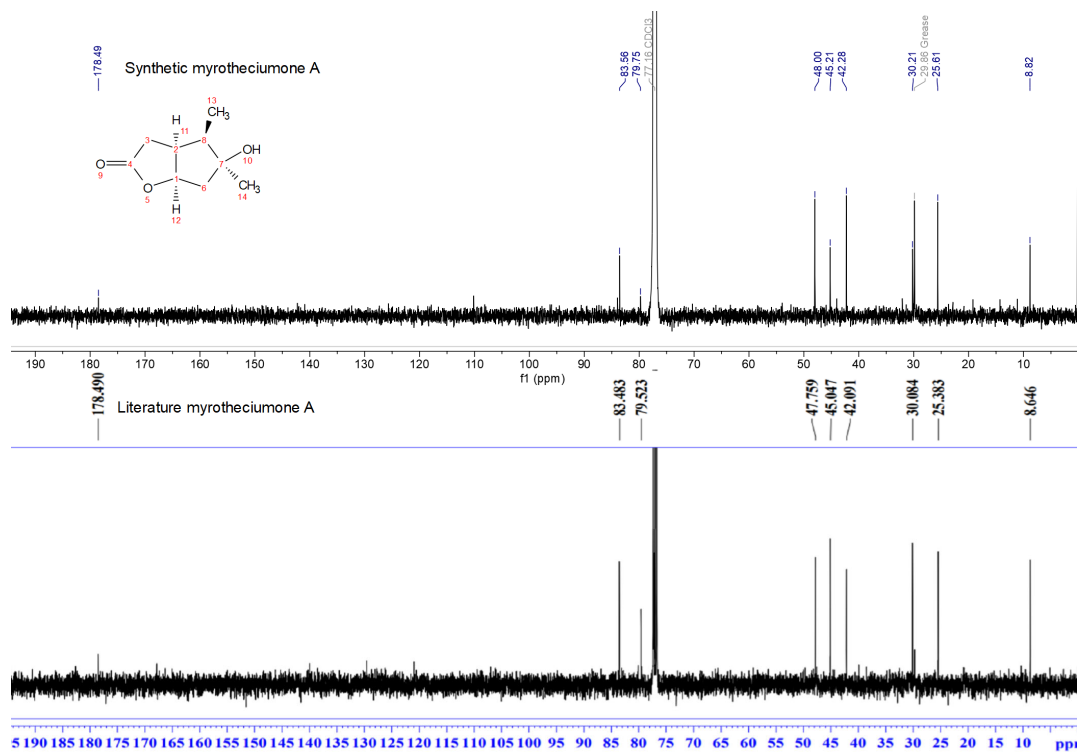 178.49
83.56
79.75
77.16 CDCl3
48.00
45.21
42.28
30.21
29.86 Grease
25.61
8.82
Synthetic myrotheciumone A
13
CH3
H
11
3
8
2
OH
10
O
4
7
9
1
CH3
O
6
14
5
H
12
190 180 170 160 150 140 130 120 110 100 90 80 70 60 50 40 30 20 10
f1 (ppm)
178.490
83.483
79.523
47.759
45.047
42.091
30.084
25.383
8.646
Literature myrotheciumone A
5 190 185 180 175 170 165 160 155 150 145 140 135 130 125 120 115 110 105 100 95 90 85 80 75 70 65 60 55 50 45 40 35 30 25 20 15 10 ppm